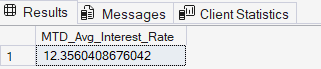 Results Messages Client Statistics
MTD_Avg_Interest_Rate
1 12.3560408676042